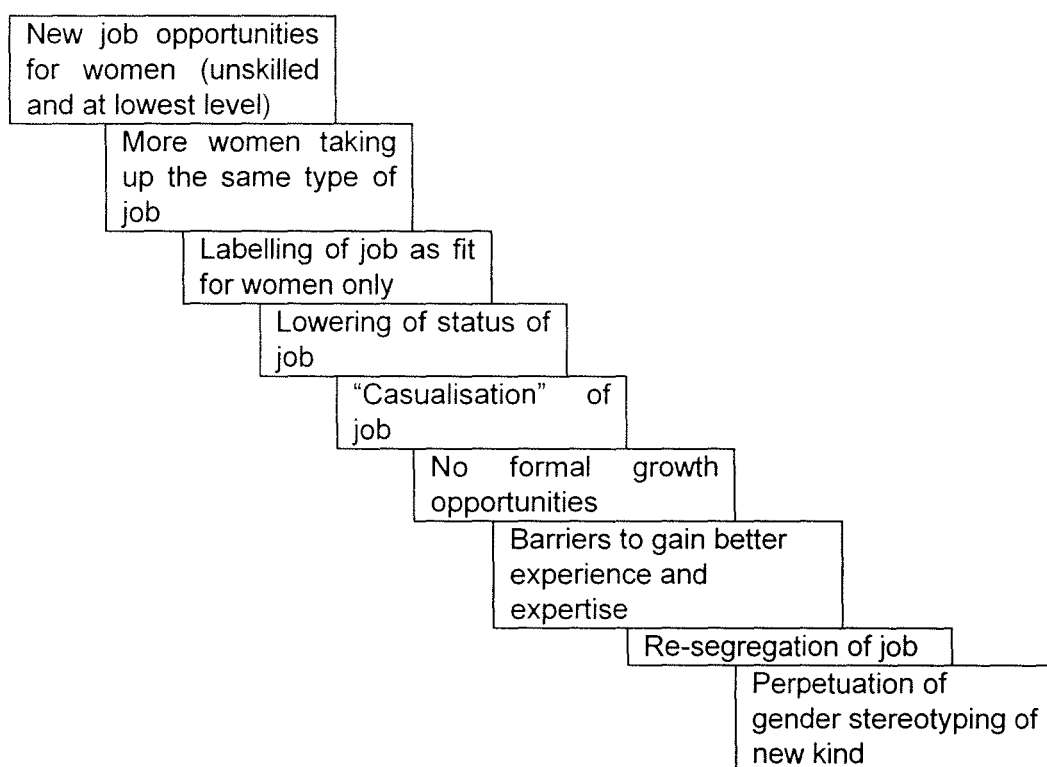 New job opportunities
for women (unskilled
and at lowest level)
More women taking
up the same type of
job
Labelling of job as fit
for women only
Lowering of status of
job
“Casualisation” of
job
No formal growth
opportunities
Barriers to gain better
experience and
expertise
Re-segregation of job
Perpetuation of
gender stereotyping of
new kind